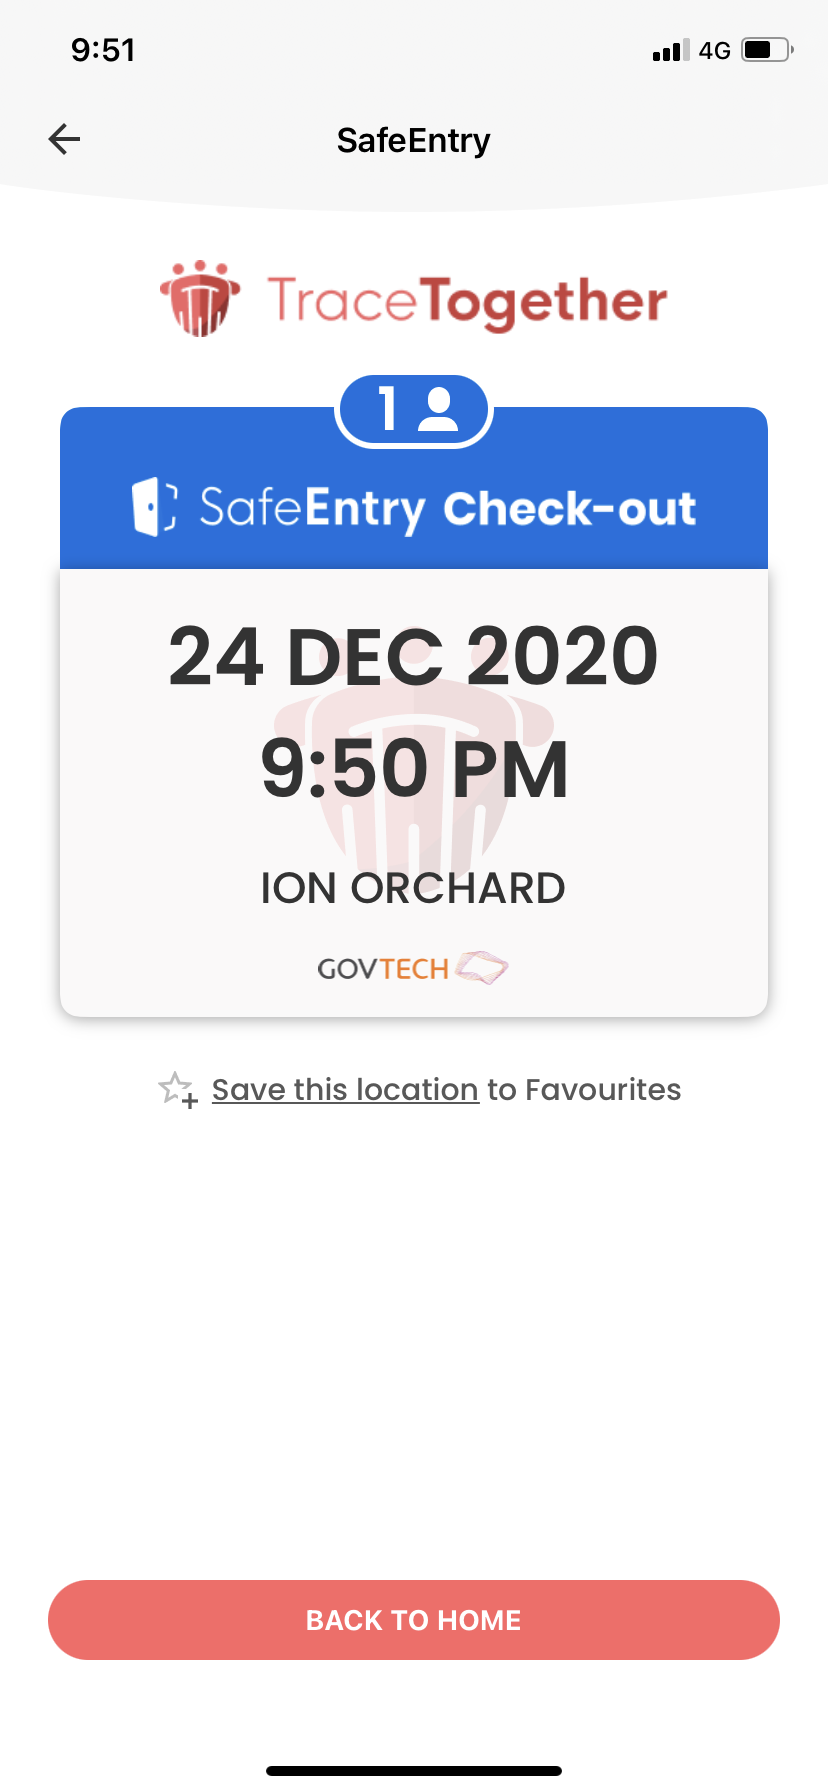 9:51
4G
SafeEntry
TraceTogether
1
SafeEntry Check-out
24 DEC 2020
9:50 PM
ION ORCHARD
GOVTECH
Save this location to Favourites
BACK TO HOME